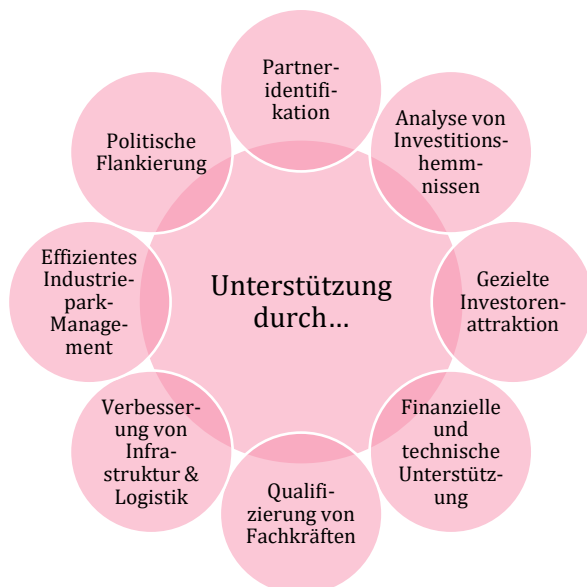 Partner-
identifi-
kation
Analyse von
Investitions-
hemm-
nissen
Gezielte
Investoren-
attraktion
Finanzielle
und
technische
Unterstütz-
ung
Qualifi-
zierung von
Fachkräften
Verbesser-
ung von
Infra-
struktur &
Logistik
Effizientes
Industrie-
park-
Manage-
ment
Politische
Flankierung
Unterstützung
durch...